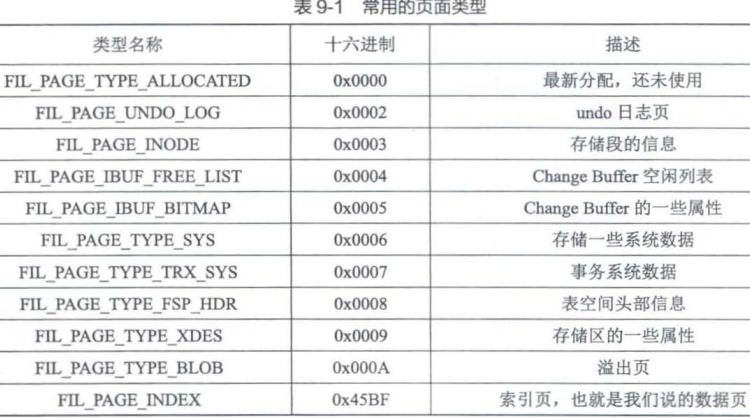 表 9-1 常用的页面类型
类型名称 十六进制 描述
FIL_PAGE_TYPE_ALLOCATED 0x0000 最新分配，还未使用
FIL_PAGE_UNDO_LOG 0x0002 undo 日志页
FIL_PAGE_INODE 0x0003 存储段的信息
FIL_PAGE_IBUF_FREE_LIST 0x0004 Change Buffer 空闲列表
FIL_PAGE_IBUF_BITMAP 0x0005 Change Buffer 的一些属性
FIL_PAGE_TYPE_SYS 0x0006 存储一些系统数据
FIL_PAGE_TYPE_TRX_SYS 0x0007 事务系统数据
FIL_PAGE_TYPE_FSP_HDR 0x0008 表空间头部信息
FIL_PAGE_TYPE_XDES 0x0009 存储区的一些属性
FIL_PAGE_TYPE_BLOB 0x000A 溢出页
FIL_PAGE_INDEX 0x45BF 索引页，也就是我们说的数据页